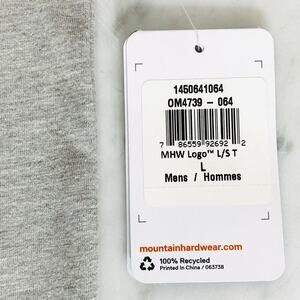 1450641064
OM4739 - 064
7 86559 92692 2
MHW Logo™ L/S T
L
Mens / Hommes
mountainhardwear.com
100% Recycled
Printed in China / 063738